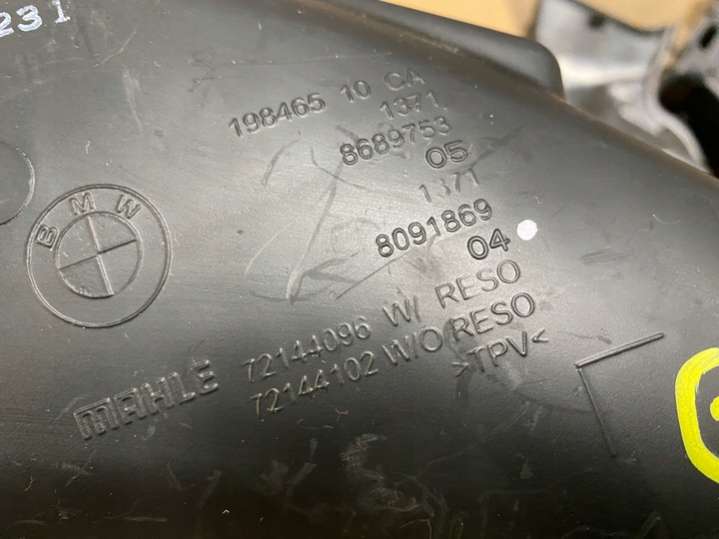 231
198465 10 CA
1371
8689753
05
1371
8091869
04
BMW
MAHLE
72144096 W/ RESO
72144102 W/O RESO
>TPV<